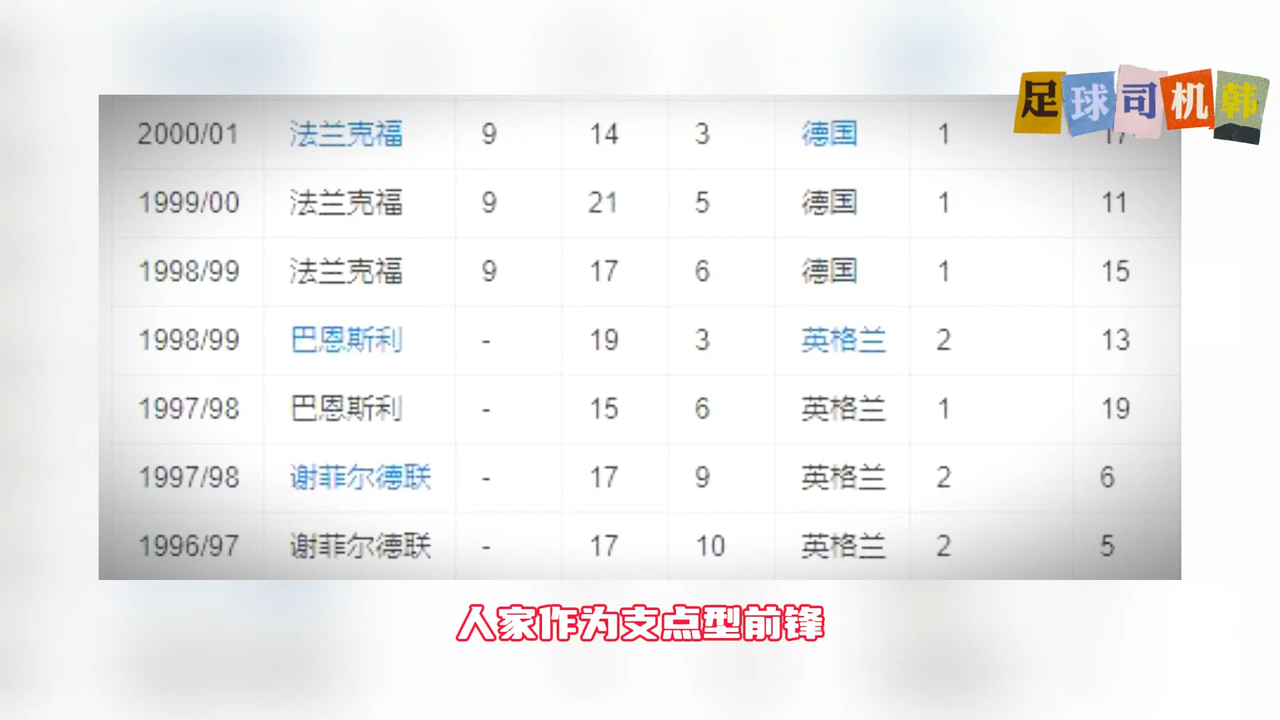 足球司机韩
2000/01 法兰克福 9 14 3 德国 1 17
1999/00 法兰克福 9 21 5 德国 1 11
1998/99 法兰克福 9 17 6 德国 1 15
1998/99 巴恩斯利 - 19 3 英格兰 2 13
1997/98 巴恩斯利 - 15 6 英格兰 1 19
1997/98 谢菲尔德联 - 17 9 英格兰 2 6
1996/97 谢菲尔德联 - 17 10 英格兰 2 5
人家作为支点型前锋